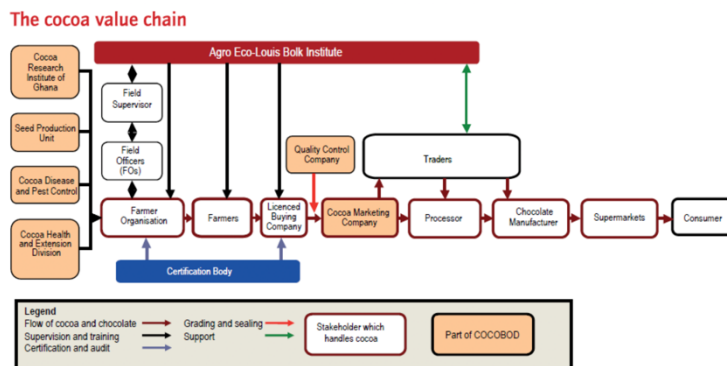 The cocoa value chain
Agro Eco-Louis Bolk Institute
Cocoa
Research
Institute of
Ghana
Seed Production
Unit
Cocoa Disease
and Pest Control
Cocoa Health
and Extension
Division
Field
Supervisor
Field
Officers
(FOs)
Farmer
Organisation
Farmers
Licenced
Buying
Company
Quality Control
Company
Cocoa Marketing
Company
Traders
Processor
Chocolate
Manufacturer
Supermarkets
Consumer
Certification Body
Legend
Flow of cocoa and chocolate
Supervision and training
Certification and audit
Grading and sealing
Support
Stakeholder which
handles cocoa
Part of COCOBOD